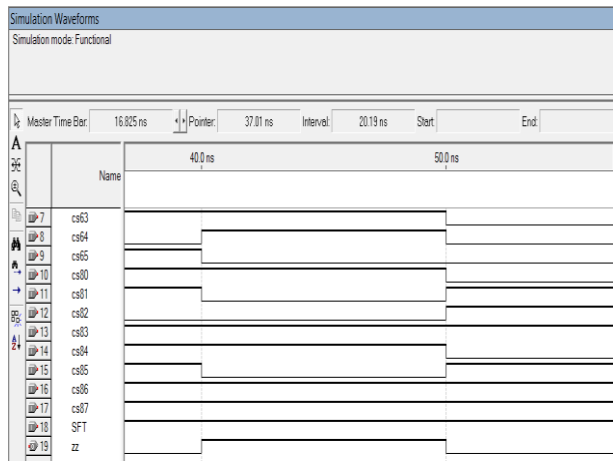 Simulation Waveforms
Simulation mode: Functional
Master Time Bar: 16.825 ns Pointer: 37.01 ns Interval: 20.19 ns Start: End:
Name 40.0 ns 50.0 ns
7 cs63
8 cs64
9 cs65
10 cs80
11 cs81
12 cs82
13 cs83
14 cs84
15 cs85
16 cs86
17 cs87
18 SFT
19 zz